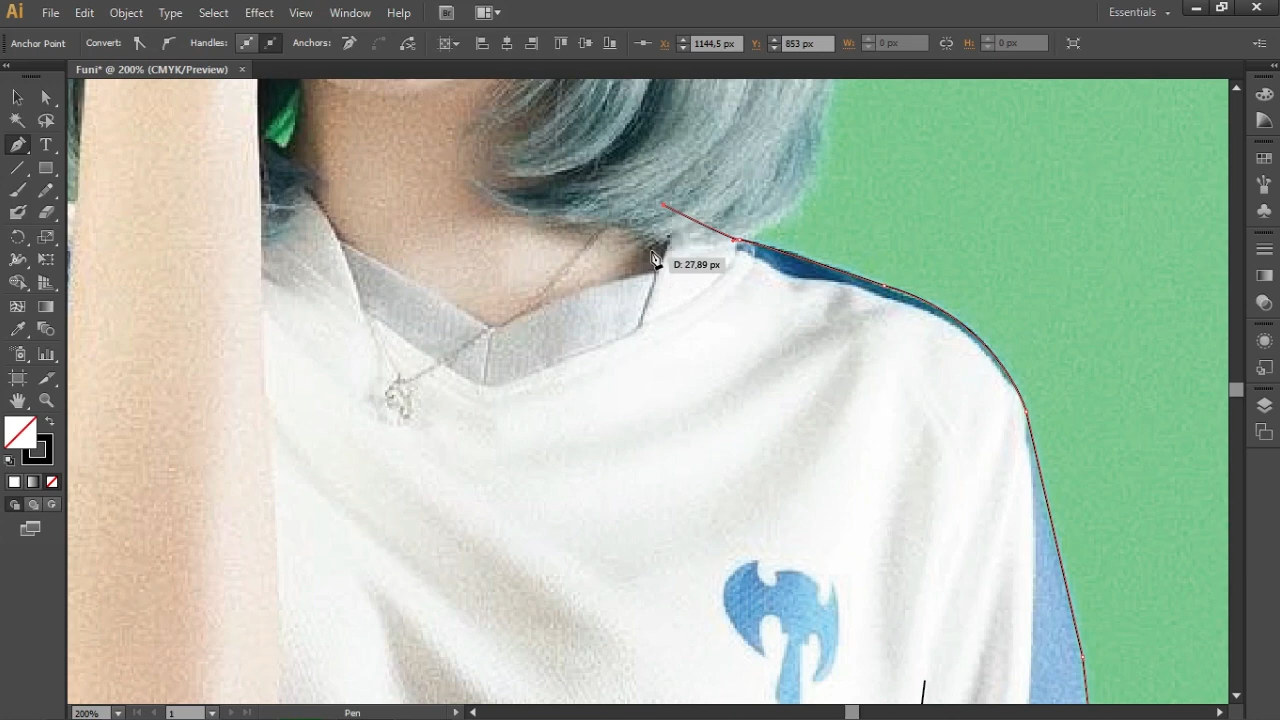 Ai File Edit Object Type Select Effect View Window Help Br Essentials
Anchor Point Convert: Handles: Anchors: X: 1144,5 px Y: 853 px W: 0 px H: 0 px
Funi* @ 200% (CMYK/Preview) ×
T
D: 27,89 px
200% 1 Pen